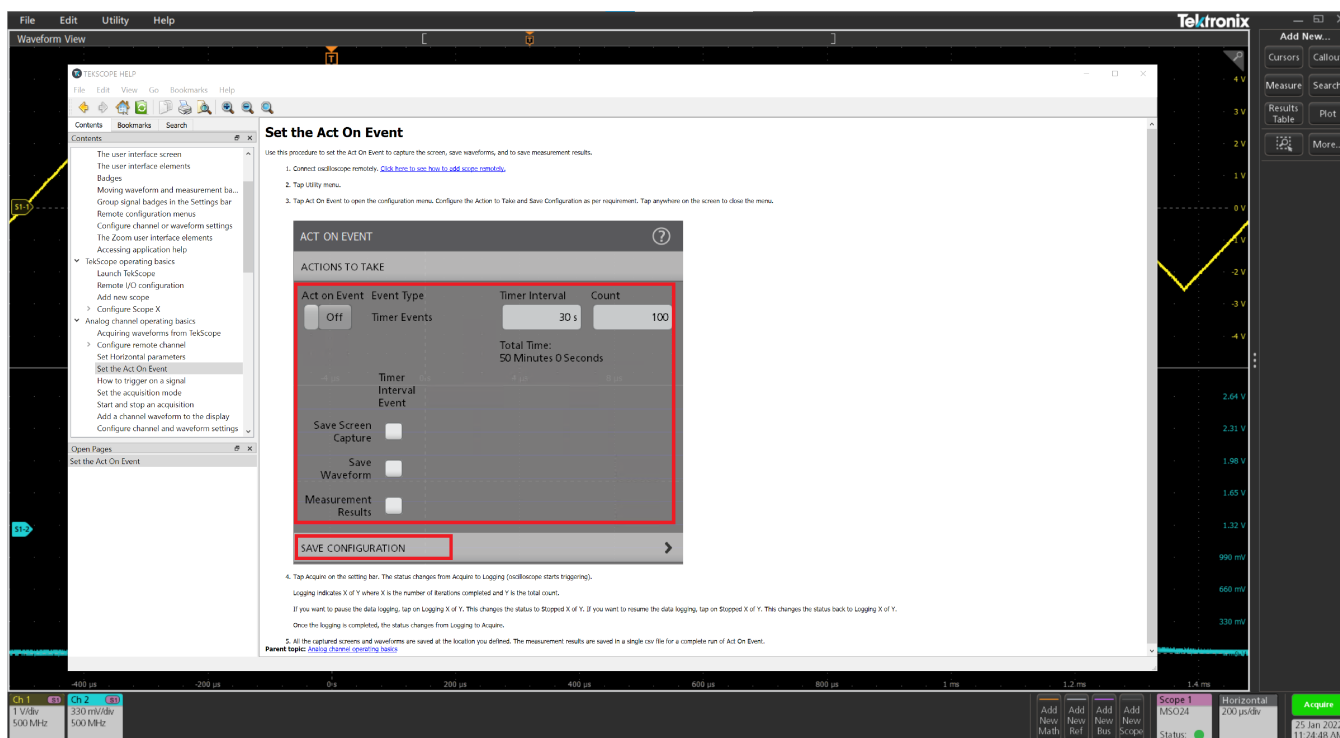 File Edit Utility Help
Tektronix
Waveform View
Add New...
T
T
Cursors
Callou
Measure
Search
Results Table
Plot
More...
4 V
3 V
2 V
1 V
0 V
-2 V
-3 V
-4 V
2.64 V
2.31 V
1.98 V
1.65 V
1.32 V
990 mV
660 mV
330 mV
S1-1
S1-2
TEKSCOPE HELP
File Edit View Go Bookmarks Help
Contents Bookmarks Search
Contents
The user interface screen
The user interface elements
Badges
Moving waveform and measurement ba...
Group signal badges in the Settings bar
Remote configuration menus
Configure channel or waveform settings
The Zoom user interface elements
Accessing application help
TekScope operating basics
Launch TekScope
Remote I/O configuration
Add new scope
Configure Scope X
Analog channel operating basics
Acquiring waveforms from TekScope
Configure remote channel
Set Horizontal parameters
Set the Act On Event
How to trigger on a signal
Set the acquisition mode
Start and stop an acquisition
Add a channel waveform to the display
Configure channel and waveform settings
Open Pages
Set the Act On Event
Set the Act On Event
Use this procedure to set the Act On Event to capture the screen, save waveforms, and to save measurement results.
1. Connect oscilloscope remotely. Click here to see how to add scope remotely.
2. Tap Utility menu.
3. Tap Act On Event to open the configuration menu. Configure the Action to Take and Save Configuration as per requirement. Tap anywhere on the screen to close the menu.
ACT ON EVENT
?
ACTIONS TO TAKE
Act on Event Event Type Timer Interval Count
Off Timer Events 30 s 100
Total Time:
50 Minutes 0 Seconds
Timer
Interval
Event
Save Screen
Capture
Save
Waveform
Measurement
Results
SAVE CONFIGURATION
4. Tap Acquire on the setting bar. The status changes from Acquire to Logging (oscilloscope starts triggering).
Logging indicates X of Y where X is the number of iterations completed and Y is the total count.
If you want to pause the data logging, tap on Logging X of Y. This changes the status to Stopped X of Y. If you want to resume the data logging, tap on Stopped X of Y. This changes the status back to Logging X of Y.
Once the logging is completed, the status changes from Logging to Acquire.
5. All the captured screens and waveforms are saved at the location you defined. The measurement results are saved in a single csv file for a complete run of Act On Event.
Parent topic: Analog channel operating basics
-400 µs -200 µs 0 s 200 µs 400 µs 600 µs 800 µs 1 ms 1.2 ms 1.4 ms
Ch 1 S1
1 V/div
500 MHz
Ch 2 S1
330 mV/div
500 MHz
Add New Math
Add New Ref
Add New Bus
Add New Scope
Scope 1
MSO24
Status:
Horizontal
200 µs/div
Acquire
25 Jan 2022
11:24:48 AM